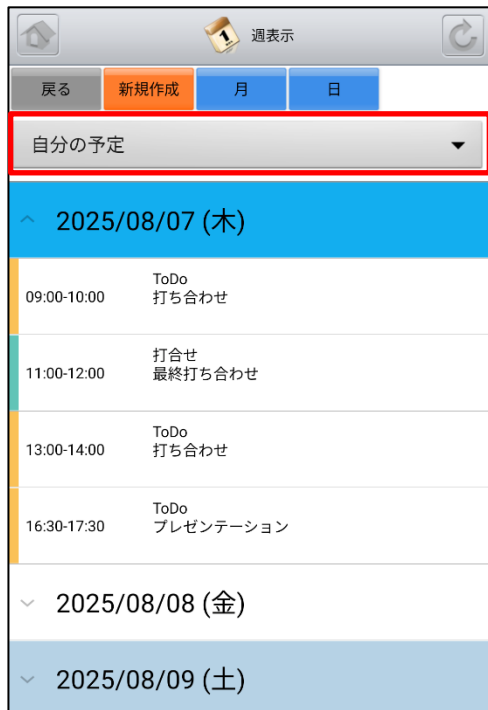 1
週表示
戻る
新規作成
月
日
自分の予定
2025/08/07 (木)
ToDo
09:00-10:00 打ち合わせ
打合せ
11:00-12:00 最終打ち合わせ
ToDo
13:00-14:00 打ち合わせ
ToDo
16:30-17:30 プレゼンテーション
2025/08/08 (金)
2025/08/09 (土)